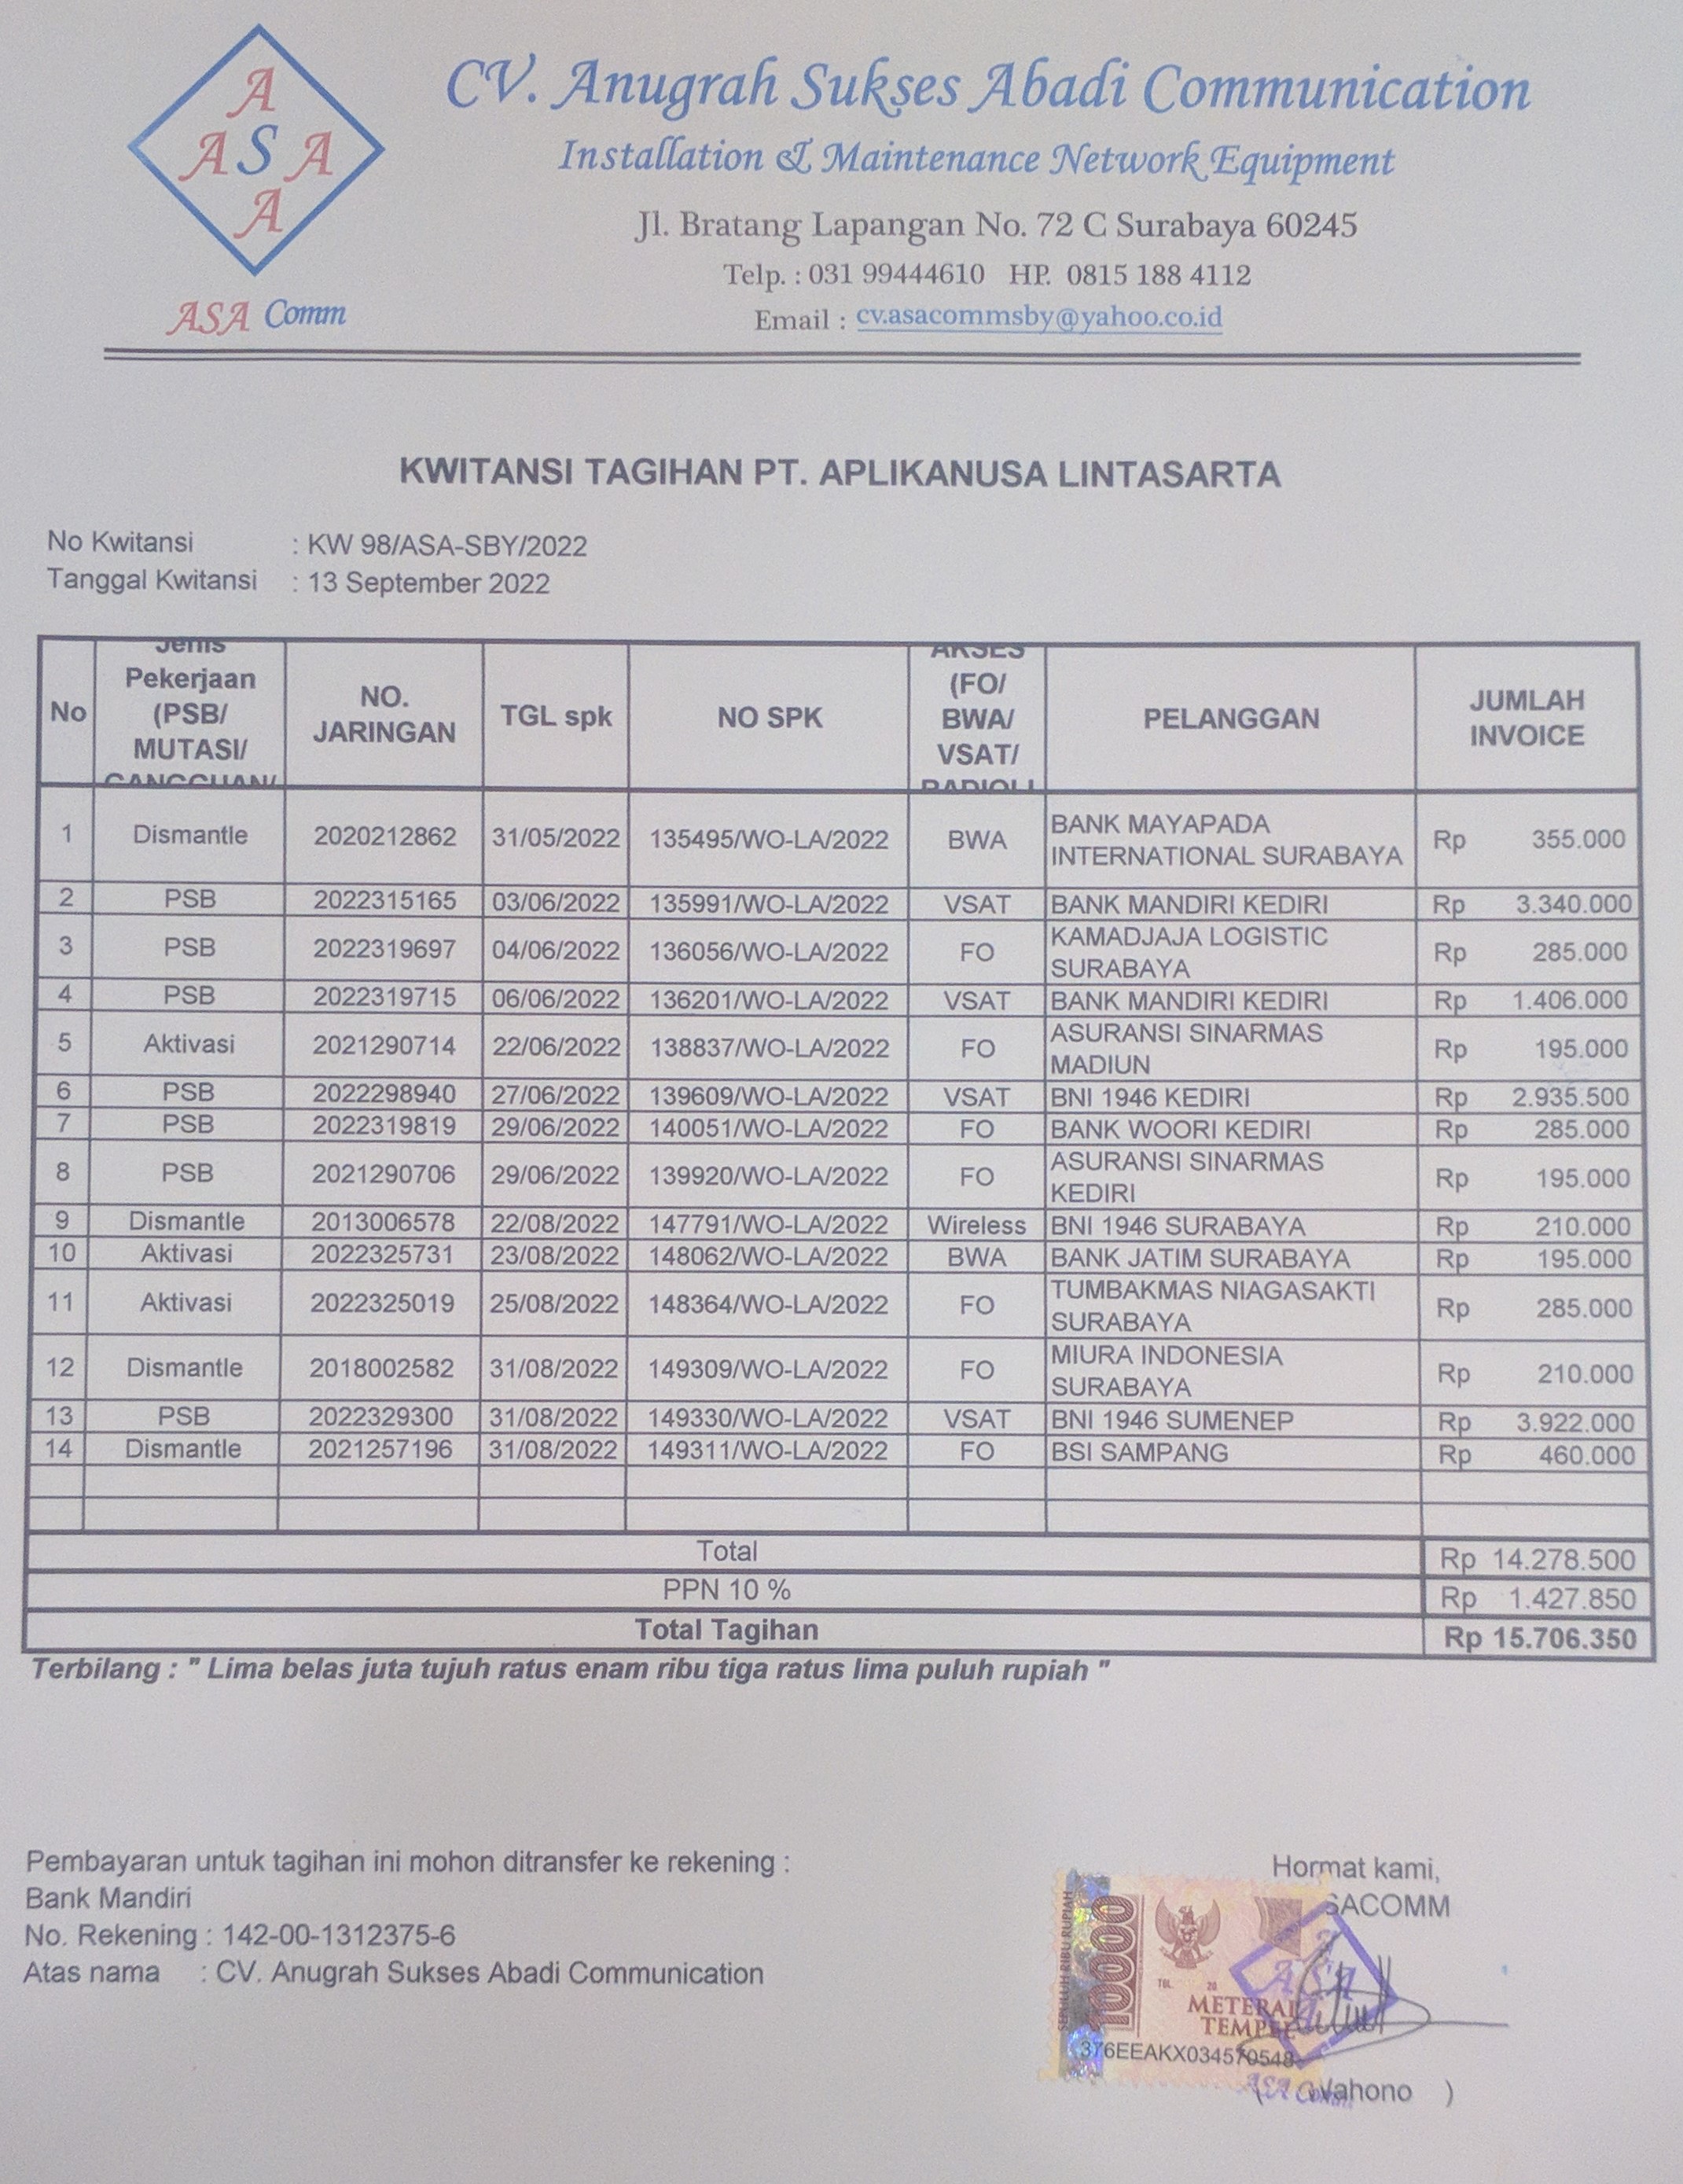 A
A S A
A
ASA Comm
CV. Anugrah Sukses Abadi Communication
Installation & Maintenance Network Equipment
Jl. Bratang Lapangan No. 72 C Surabaya 60245
Telp. : 031 99444610 HP. 0815 188 4112
Email : cv.asacommsby@yahoo.co.id
KWITANSI TAGIHAN PT. APLIKANUSA LINTASARTA
No Kwitansi : KW 98/ASA-SBY/2022
Tanggal Kwitansi : 13 September 2022
No
Jenis
Pekerjaan
(PSB/
MUTASI/
GANGGUAN/
NO.
JARINGAN
TGL spk
NO SPK
AKSES
(FO/
BWA/
VSAT/
RADIOLI
PELANGGAN
JUMLAH
INVOICE
1 Dismantle 2020212862 31/05/2022 135495/WO-LA/2022 BWA BANK MAYAPADA INTERNATIONAL SURABAYA Rp 355.000
2 PSB 2022315165 03/06/2022 135991/WO-LA/2022 VSAT BANK MANDIRI KEDIRI Rp 3.340.000
3 PSB 2022319697 04/06/2022 136056/WO-LA/2022 FO KAMADJAJA LOGISTIC SURABAYA Rp 285.000
4 PSB 2022319715 06/06/2022 136201/WO-LA/2022 VSAT BANK MANDIRI KEDIRI Rp 1.406.000
5 Aktivasi 2021290714 22/06/2022 138837/WO-LA/2022 FO ASURANSI SINARMAS MADIUN Rp 195.000
6 PSB 2022298940 27/06/2022 139609/WO-LA/2022 VSAT BNI 1946 KEDIRI Rp 2.935.500
7 PSB 2022319819 29/06/2022 140051/WO-LA/2022 FO BANK WOORI KEDIRI Rp 285.000
8 PSB 2021290706 29/06/2022 139920/WO-LA/2022 FO ASURANSI SINARMAS KEDIRI Rp 195.000
9 Dismantle 2013006578 22/08/2022 147791/WO-LA/2022 Wireless BNI 1946 SURABAYA Rp 210.000
10 Aktivasi 2022325731 23/08/2022 148062/WO-LA/2022 BWA BANK JATIM SURABAYA Rp 195.000
11 Aktivasi 2022325019 25/08/2022 148364/WO-LA/2022 FO TUMBAKMAS NIAGASAKTI SURABAYA Rp 285.000
12 Dismantle 2018002582 31/08/2022 149309/WO-LA/2022 FO MIURA INDONESIA SURABAYA Rp 210.000
13 PSB 2022329300 31/08/2022 149330/WO-LA/2022 VSAT BNI 1946 SUMENEP Rp 3.922.000
14 Dismantle 2021257196 31/08/2022 149311/WO-LA/2022 FO BSI SAMPANG Rp 460.000
Total Rp 14.278.500
PPN 10 % Rp 1.427.850
Total Tagihan Rp 15.706.350
Terbilang : " Lima belas juta tujuh ratus enam ribu tiga ratus lima puluh rupiah "
Pembayaran untuk tagihan ini mohon ditransfer ke rekening :
Bank Mandiri
No. Rekening : 142-00-1312375-6
Atas nama : CV. Anugrah Sukses Abadi Communication
Hormat kami,
SACOMM
SEPULUH RIBU RUPIAH
10000
TGL. 20
METERAI
TEMPEL
376EEAKX034570548
ASA
ASA Comm
( Wahono )